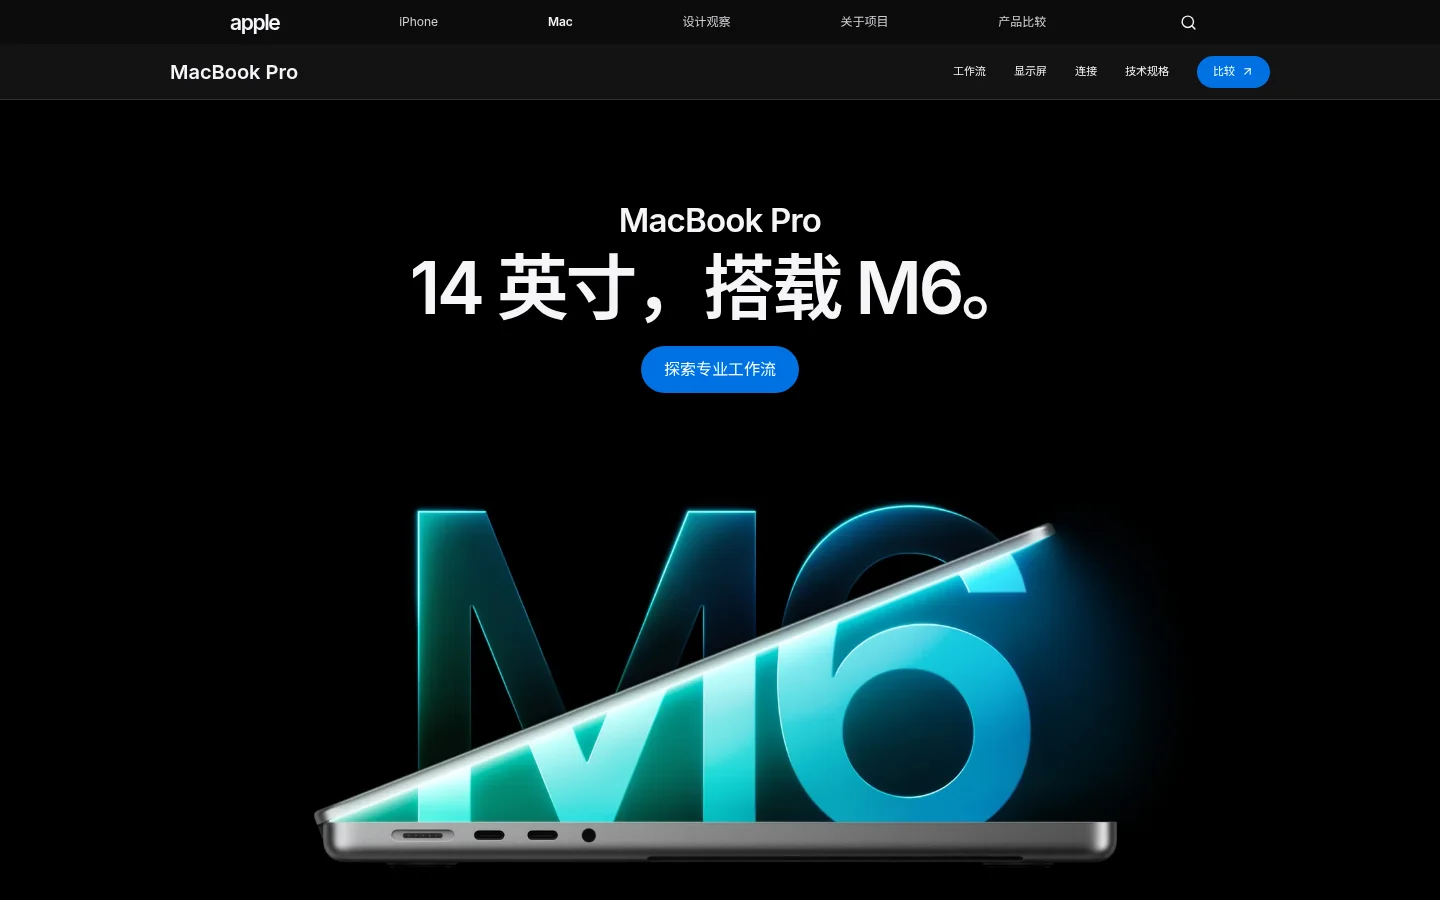 apple
iPhone
Mac
设计观察
关于项目
产品比较
MacBook Pro
工作流
显示屏
连接
技术规格
比较
MacBook Pro
14 英寸，搭载 M6。
探索专业工作流
M6